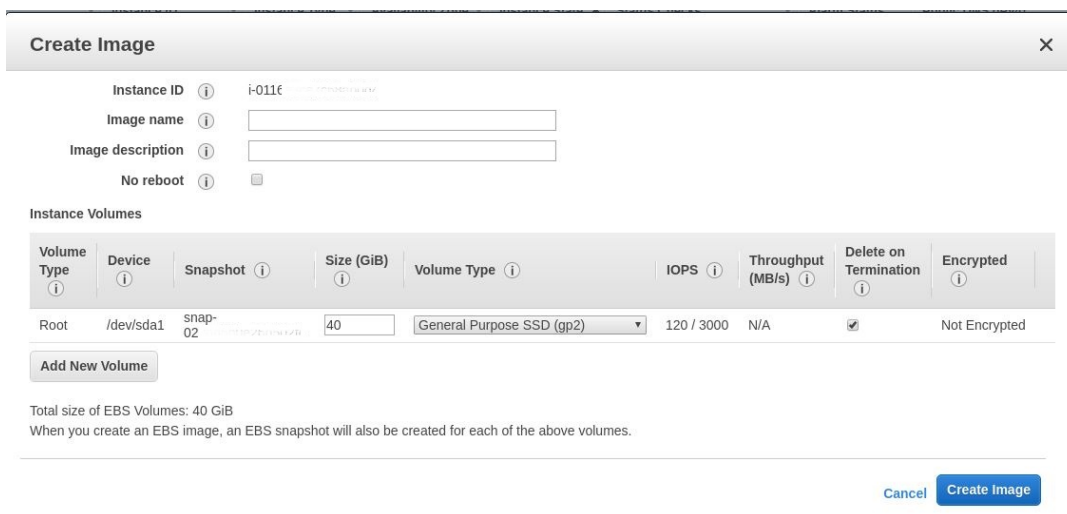 Create Image
Instance ID i-0116
Image name
Image description
No reboot
Instance Volumes
Volume Type Device Snapshot Size (GiB) Volume Type IOPS Throughput (MB/s) Delete on Termination Encrypted
Root /dev/sda1 snap-02 40 General Purpose SSD (gp2) 120 / 3000 N/A Not Encrypted
Add New Volume
Total size of EBS Volumes: 40 GiB
When you create an EBS image, an EBS snapshot will also be created for each of the above volumes.
Cancel Create Image